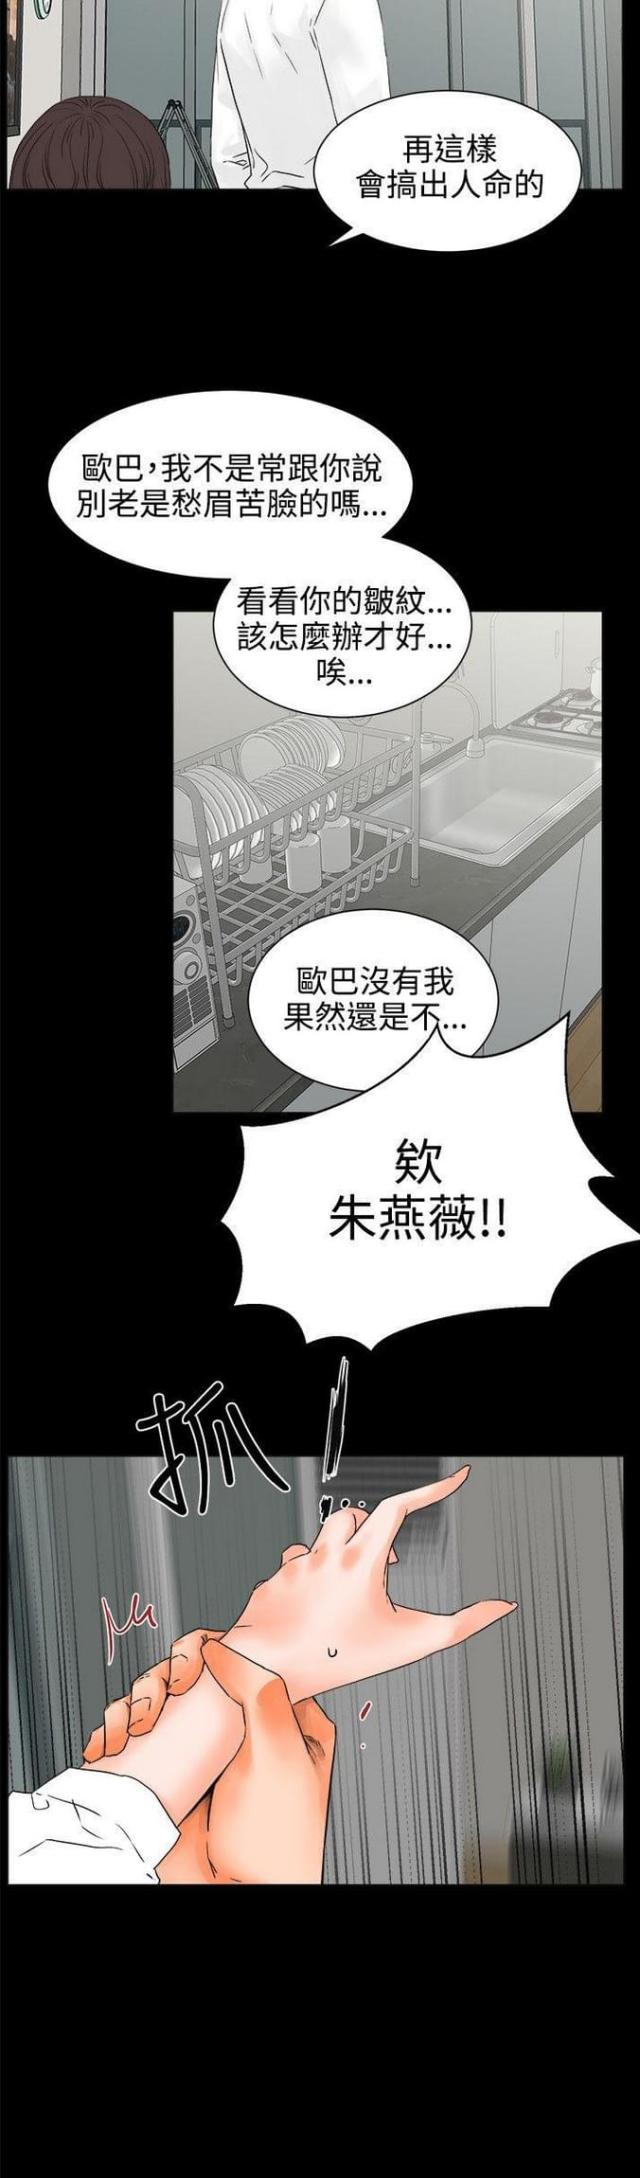 再這樣
會搞出人命的
歐巴，我不是常跟你說
別老是愁眉苦臉的嗎...
看看你的皺紋...
該怎麼辦才好...
唉...
歐巴沒有我
果然還是不...
欸
朱燕薇!!
抓